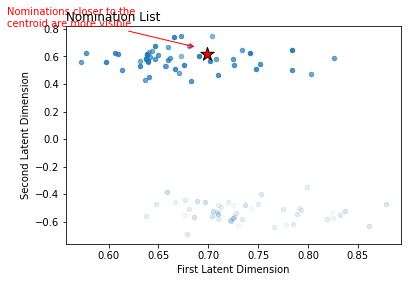 Nominations closer to the
centroid are more visible
Nomination List
0.8
0.6
0.4
0.2
0.0
−0.2
−0.4
−0.6
Second Latent Dimension
0.60
0.65
0.70
0.75
0.80
0.85
First Latent Dimension